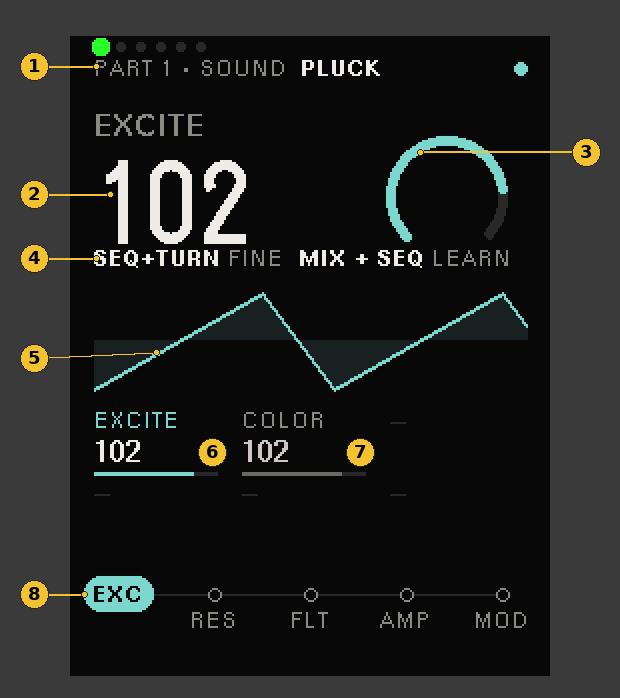 1 PART 1 · SOUND PLUCK
EXCITE
3
2 102
4 SEQ+TURN FINE MIX + SEQ LEARN
5
EXCITE COLOR —
102 6 102 7
— — —
8 EXC
RES FLT AMP MOD